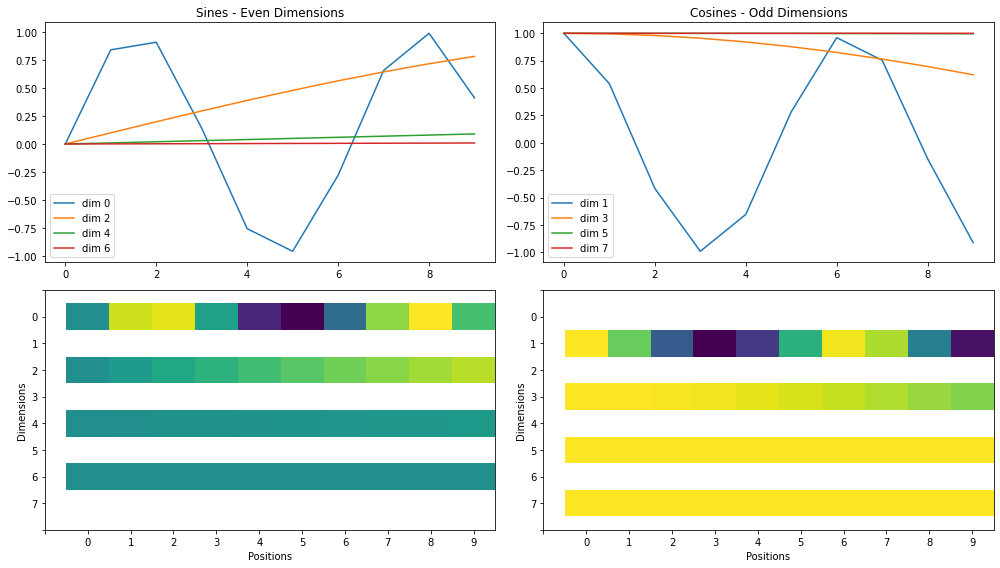 Sines - Even Dimensions
1.00
0.75
0.50
0.25
0.00
−0.25
−0.50
−0.75
−1.00
dim 0
dim 2
dim 4
dim 6
0 2 4 6 8
Cosines - Odd Dimensions
1.00
0.75
0.50
0.25
0.00
−0.25
−0.50
−0.75
−1.00
dim 1
dim 3
dim 5
dim 7
0 2 4 6 8
Dimensions
0
1
2
3
4
5
6
7
0 1 2 3 4 5 6 7 8 9
Positions
Dimensions
0
1
2
3
4
5
6
7
0 1 2 3 4 5 6 7 8 9
Positions